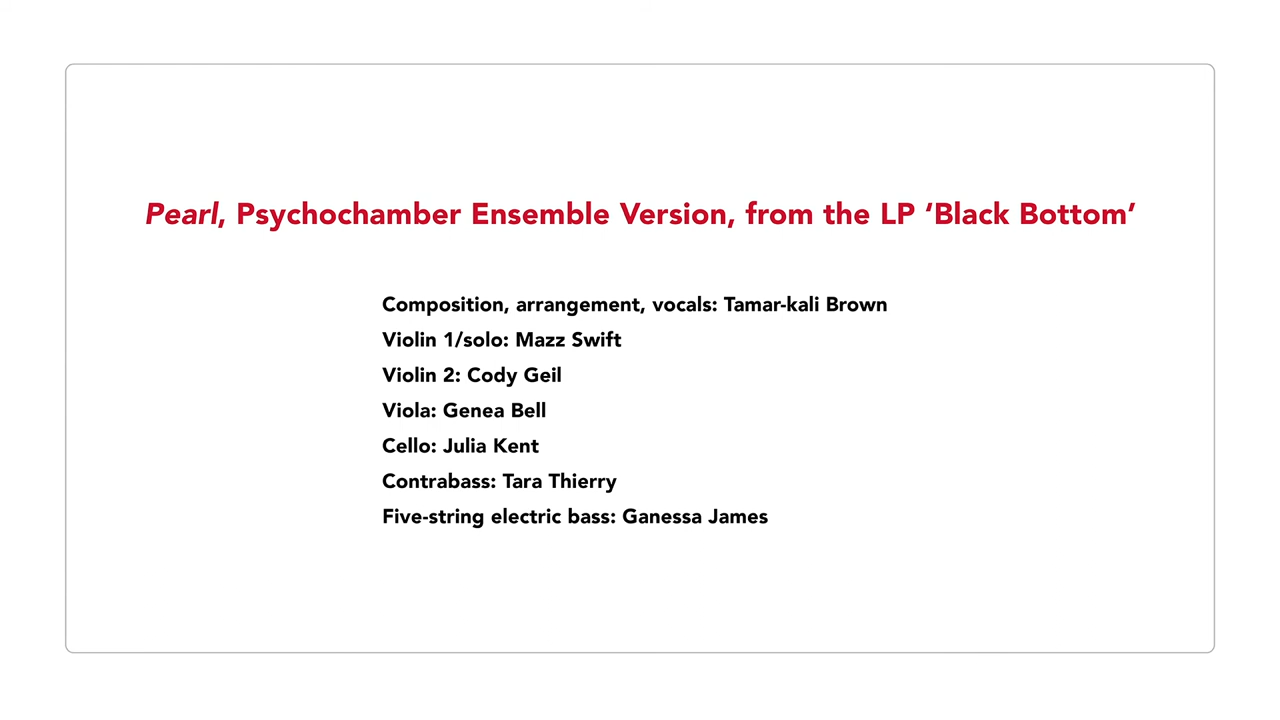 Pearl, Psychochamber Ensemble Version, from the LP ‘Black Bottom’
Composition, arrangement, vocals: Tamar-kali Brown
Violin 1/solo: Mazz Swift
Violin 2: Cody Geil
Viola: Genea Bell
Cello: Julia Kent
Contrabass: Tara Thierry
Five-string electric bass: Ganessa James